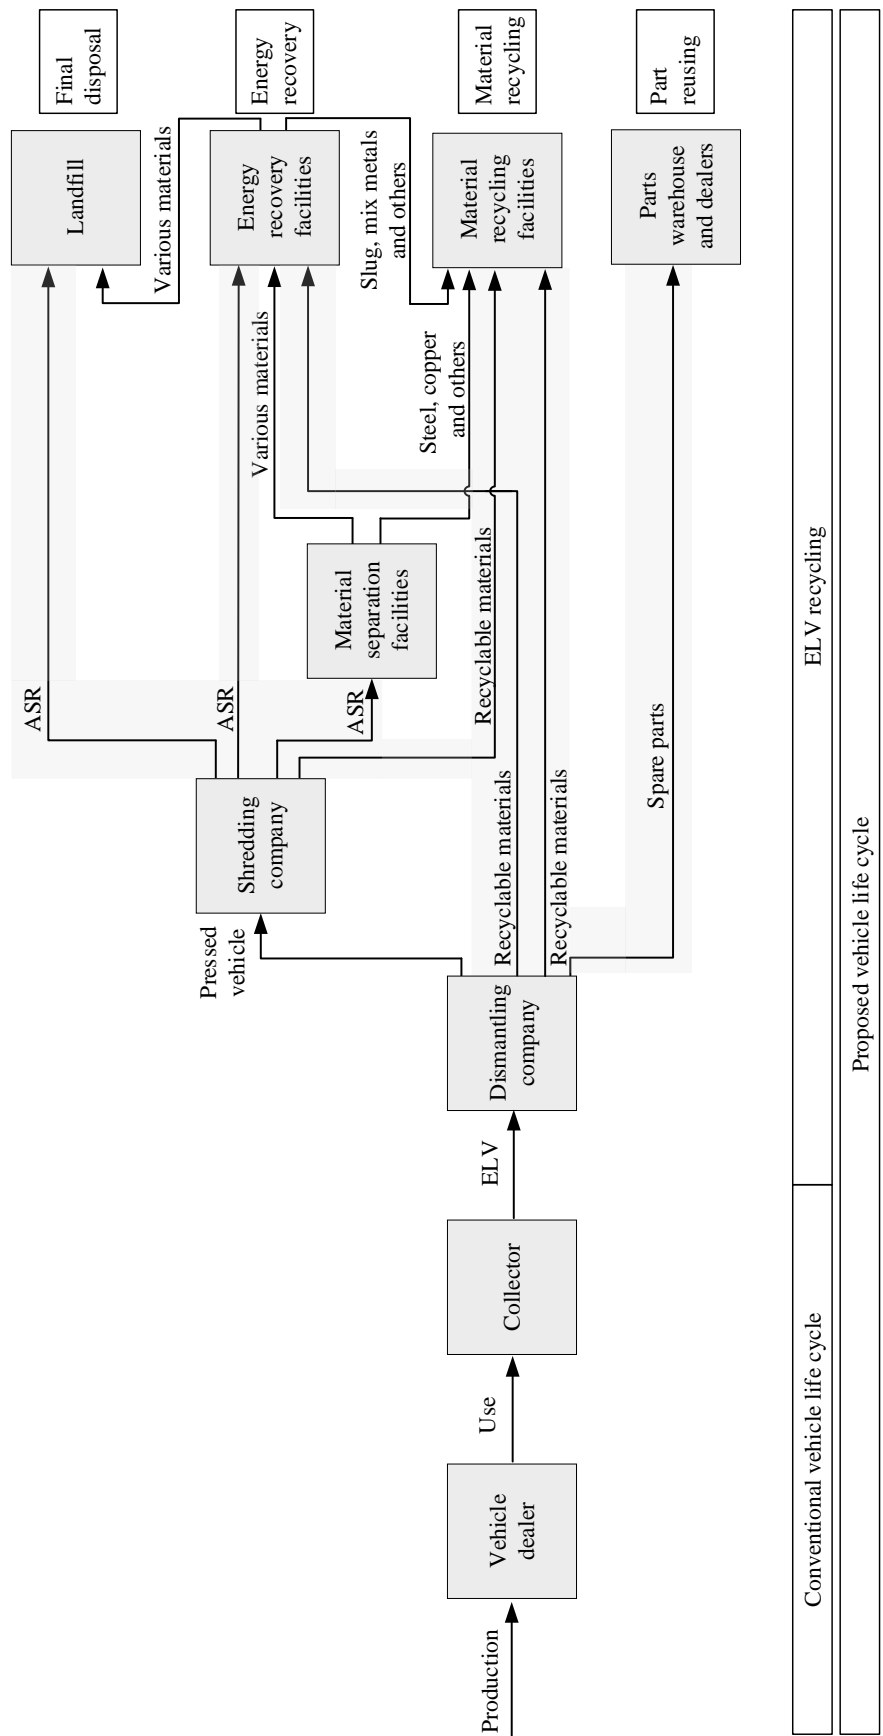 Production
Vehicle
dealer
Use
Collector
ELV
Dismantling
company
Pressed
vehicle
Recyclable materials
Recyclable materials
Spare parts
Shredding
company
ASR
ASR
ASR
Recyclable materials
Material
separation
facilities
Various materials
Steel, copper
and others
Various materials
Slug, mix metals
and others
Landfill
Energy
recovery
facilities
Material
recycling
facilities
Parts
warehouse
and dealers
Final
disposal
Energy
recovery
Material
recycling
Part
reusing
Conventional vehicle life cycle
ELV recycling
Proposed vehicle life cycle